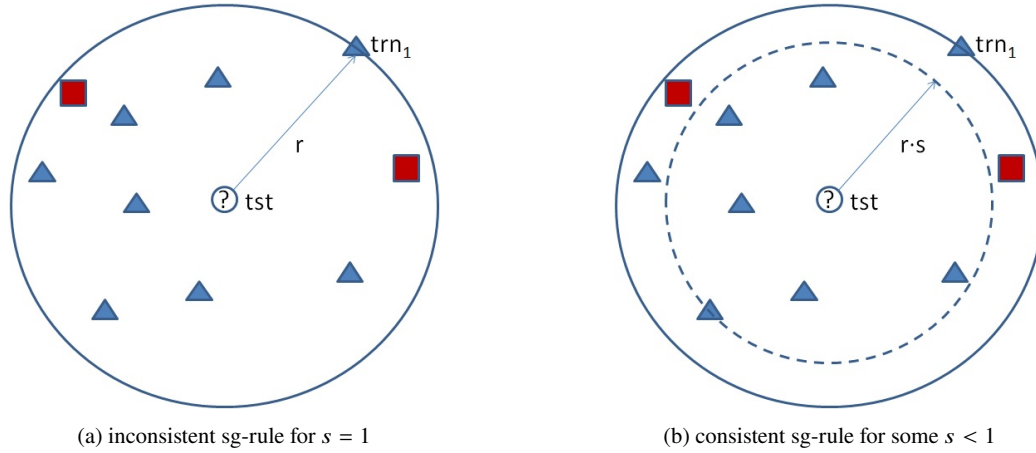 trn₁
r
? tst
(a) inconsistent sg-rule for s = 1
trn₁
r·s
? tst
(b) consistent sg-rule for some s < 1